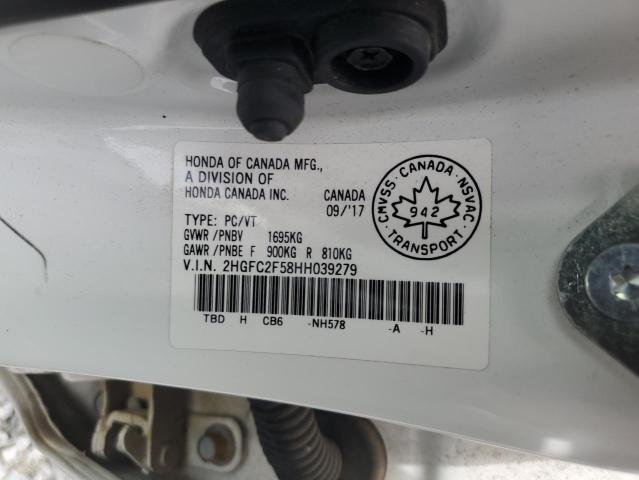 HONDA OF CANADA MFG.,
A DIVISION OF
HONDA CANADA INC. CANADA
09/'17
TYPE: PC/VT
GVWR /PNBV 1695KG
GAWR /PNBE F 900KG R 810KG
V.I.N. 2HGFC2F58HH039279
TBD H CB6 -NH578 -A -H
CMVSS · CANADA · NSVAC
942
TRANSPORT